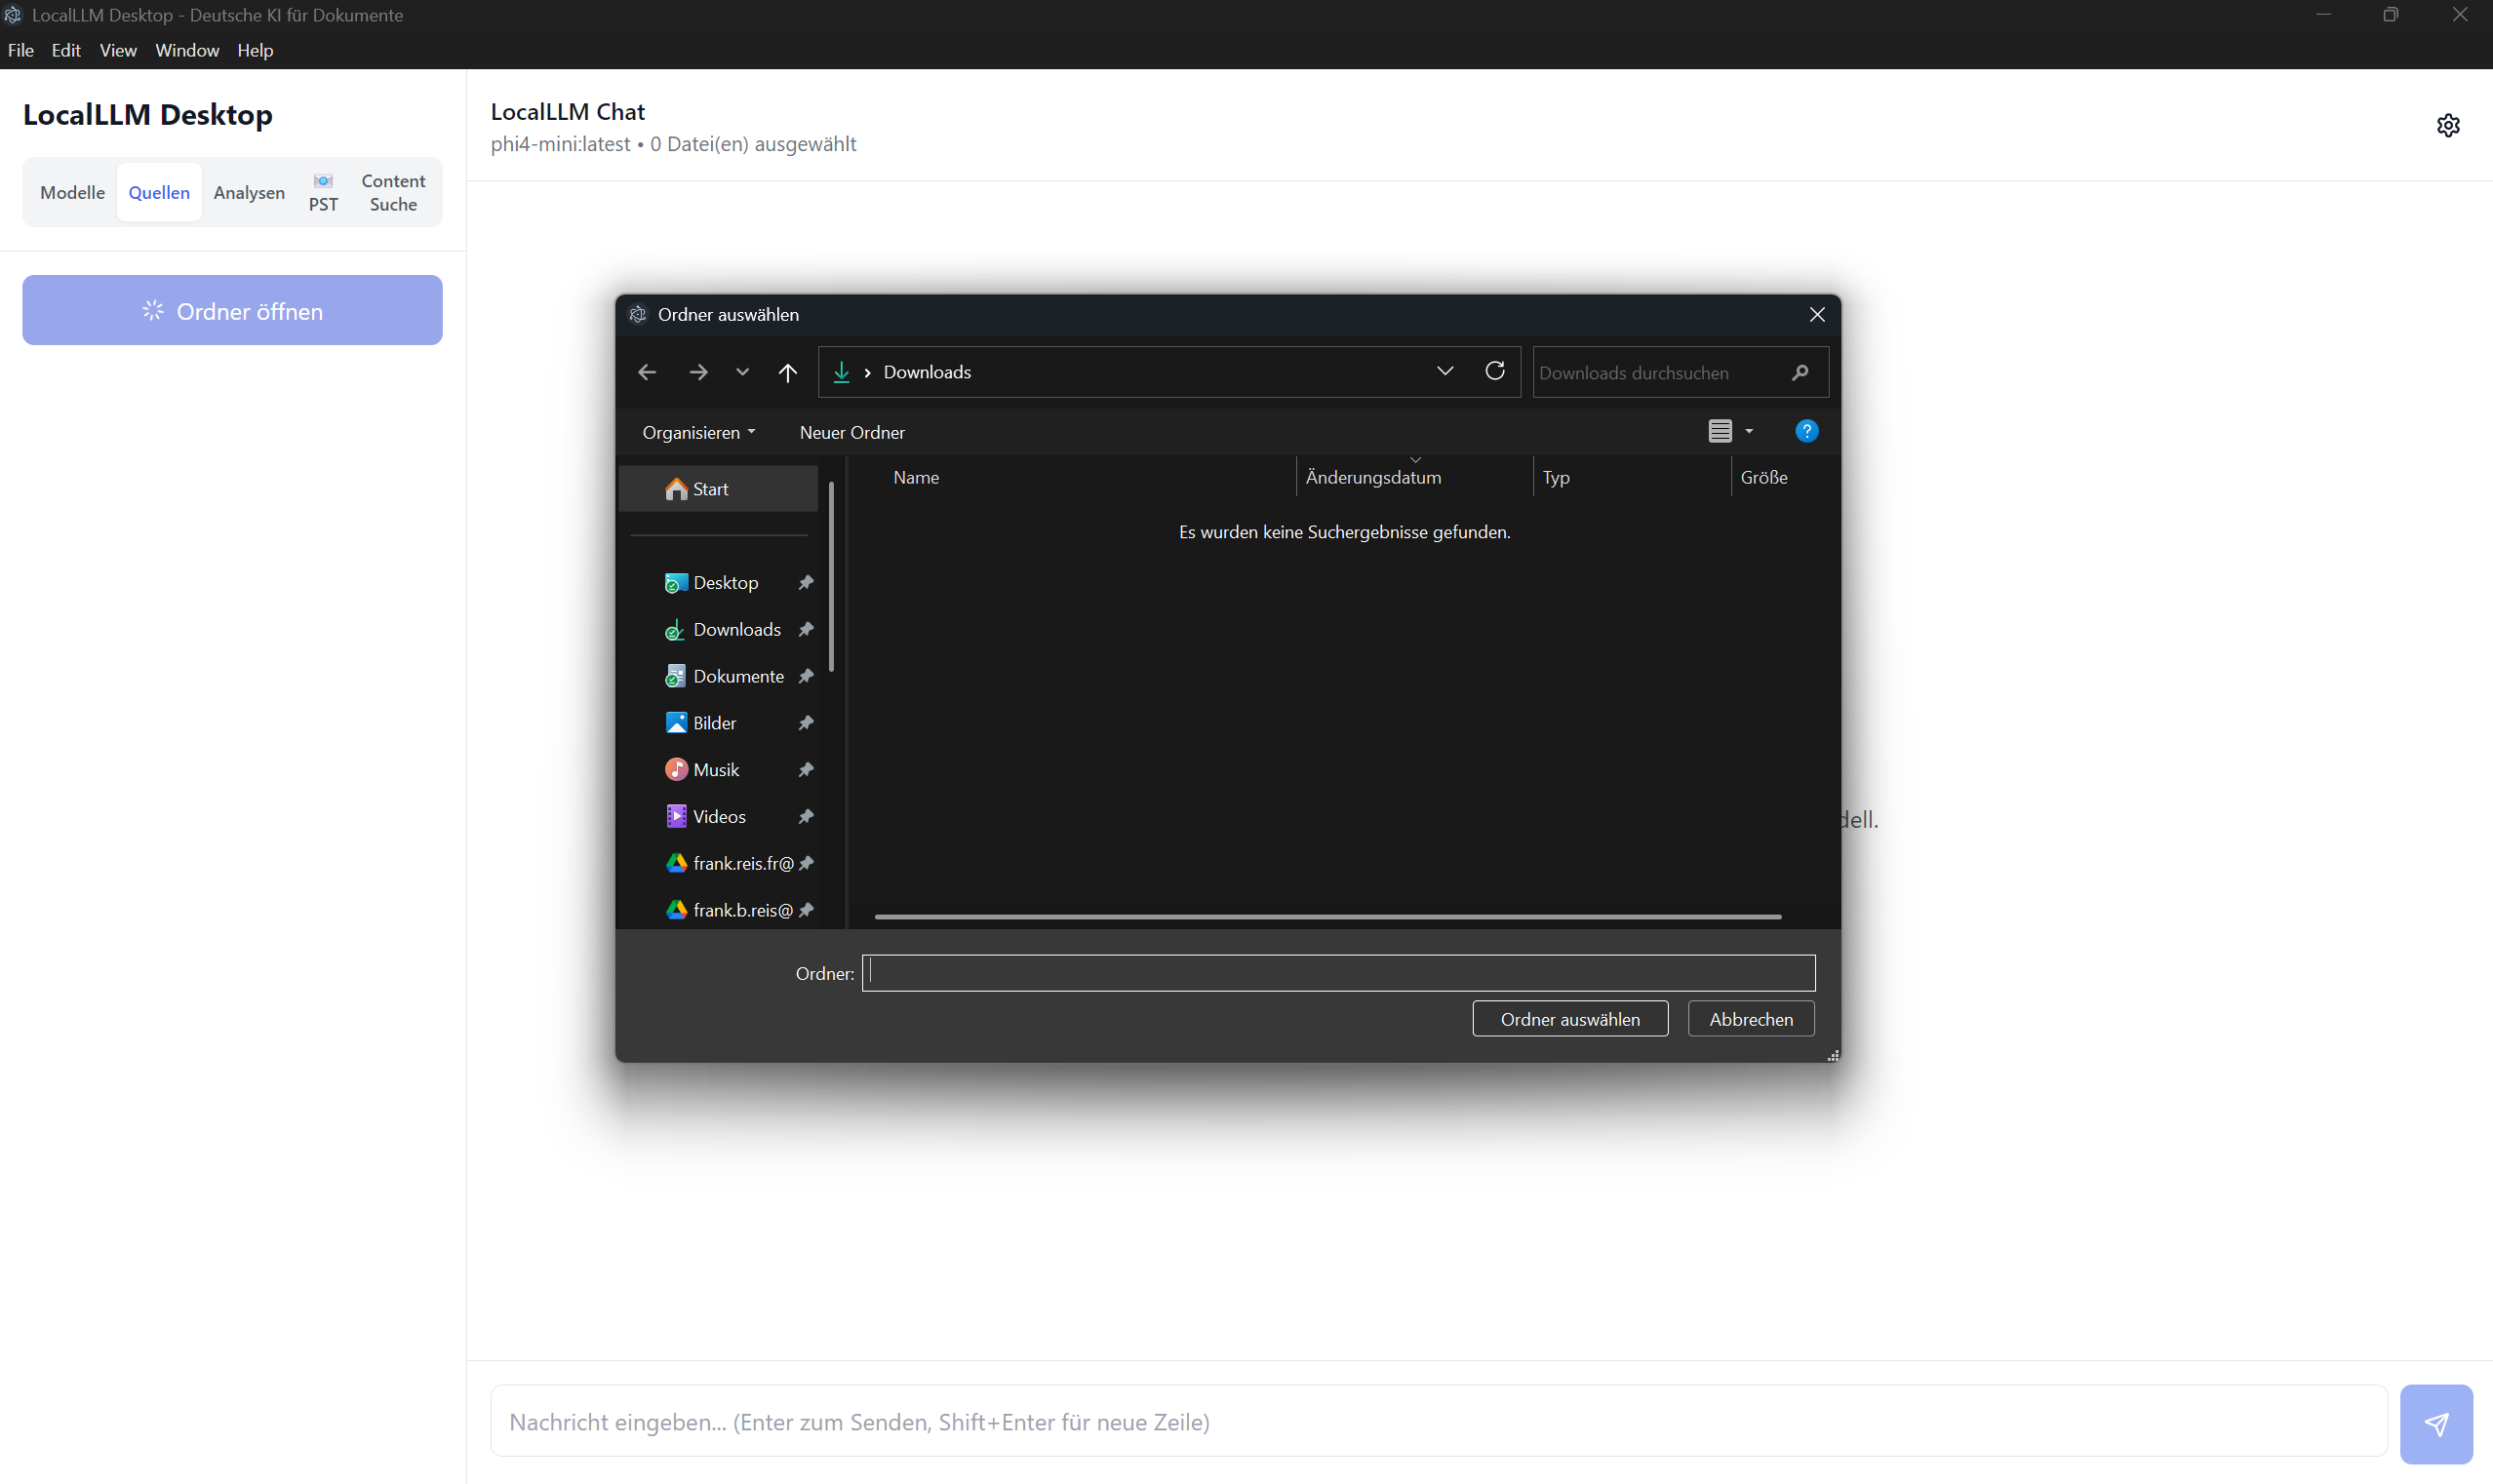 LocalLLM Desktop - Deutsche KI für Dokumente
File Edit View Window Help
LocalLLM Desktop
Modelle
Quellen
Analysen
PST
Content
Suche
Ordner öffnen
LocalLLM Chat
phi4-mini:latest • 0 Datei(en) ausgewählt
Ordner auswählen
Downloads
Downloads durchsuchen
Organisieren
Neuer Ordner
Name
Änderungsdatum
Typ
Größe
Es wurden keine Suchergebnisse gefunden.
Start
Desktop
Downloads
Dokumente
Bilder
Musik
Videos
frank.reis.fr@
frank.b.reis@
Ordner:
Ordner auswählen
Abbrechen
dell.
Nachricht eingeben... (Enter zum Senden, Shift+Enter für neue Zeile)